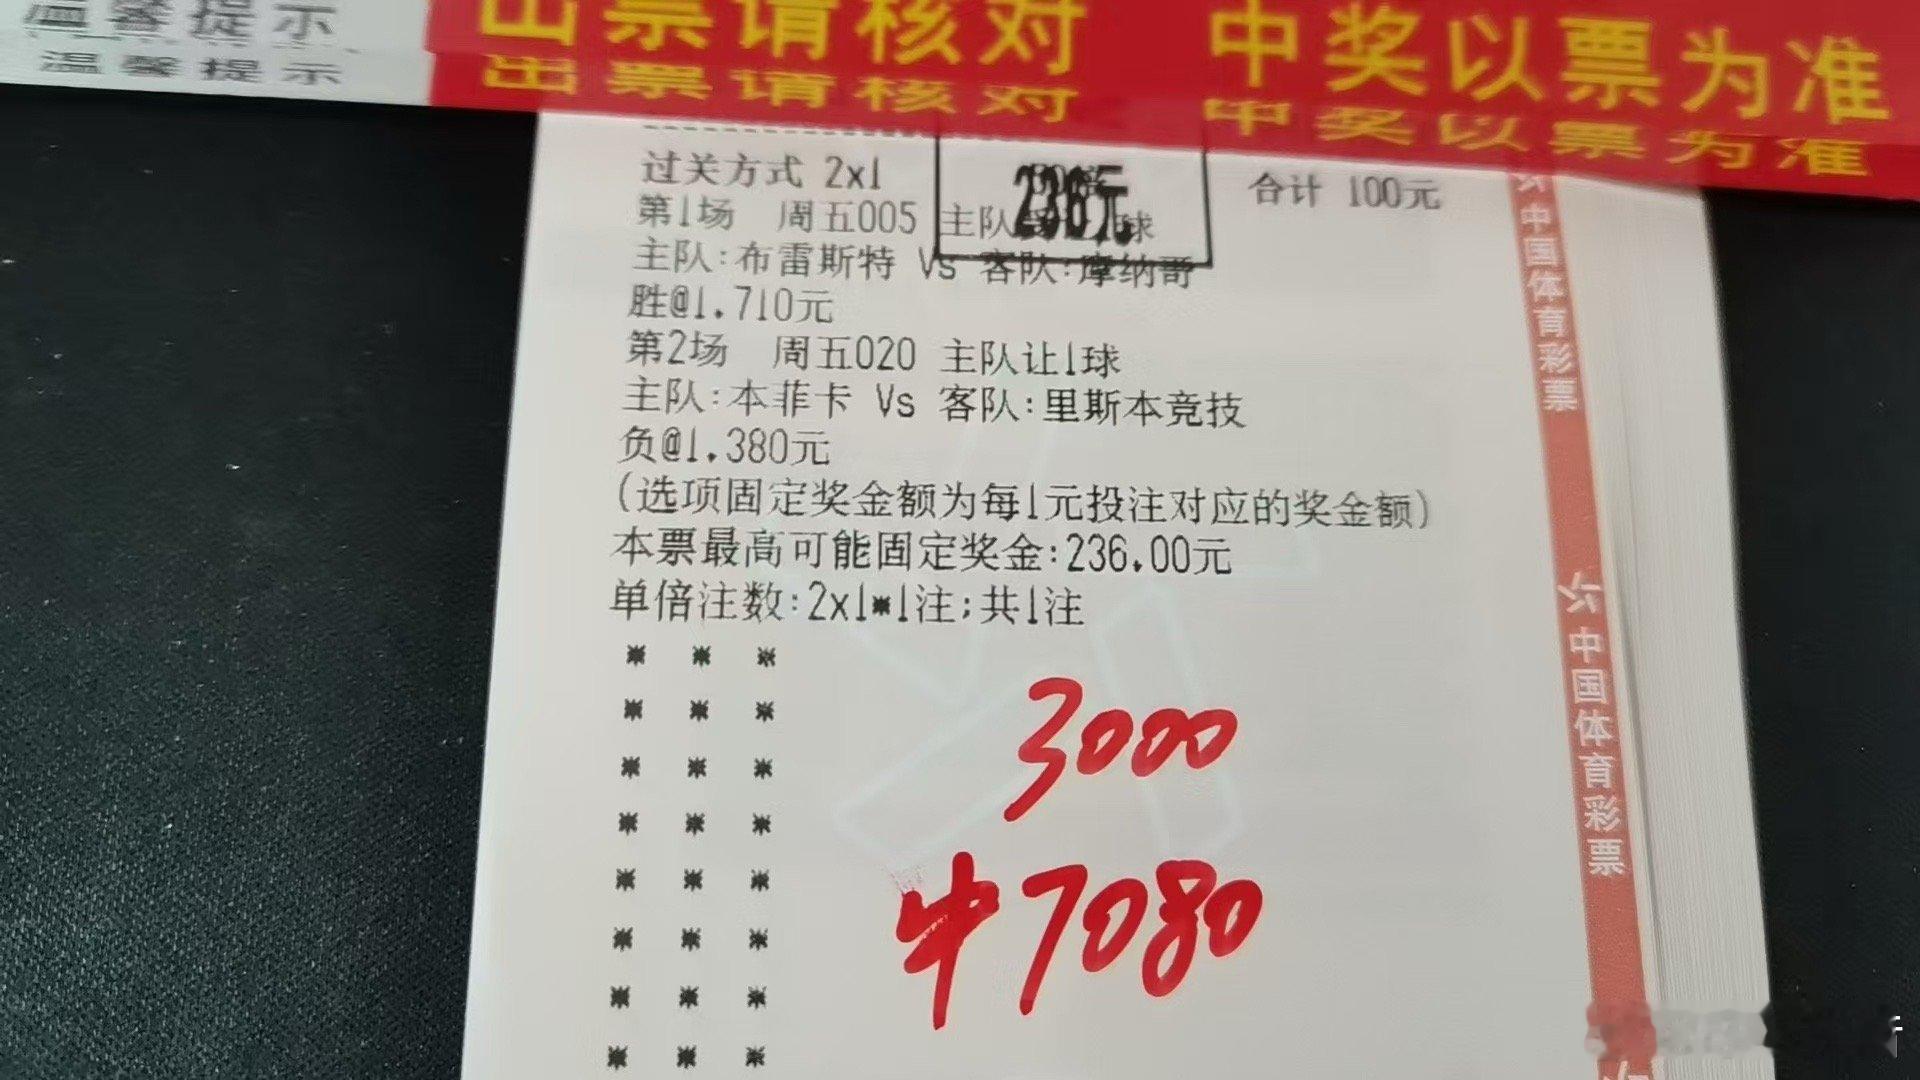 温馨提示 出票请核对 中奖以票为准
温馨提示 出票请核对 中奖以票为准
过关方式 2x1 236元 合计 100元
第1场 周五005 主队 球
主队:布雷斯特 Vs 客队:摩纳哥
胜@1.710元
第2场 周五020 主队让1球
主队:本菲卡 Vs 客队:里斯本竞技
负@1.380元
(选项固定奖金额为每1元投注对应的奖金额)
本票最高可能固定奖金:236.00元
单倍注数:2x1*1注;共1注
* * *
* * *
* * *
* * *
* * *
* * *
* * *
* * *
3000
中7080
中国体育彩票
中国体育彩票